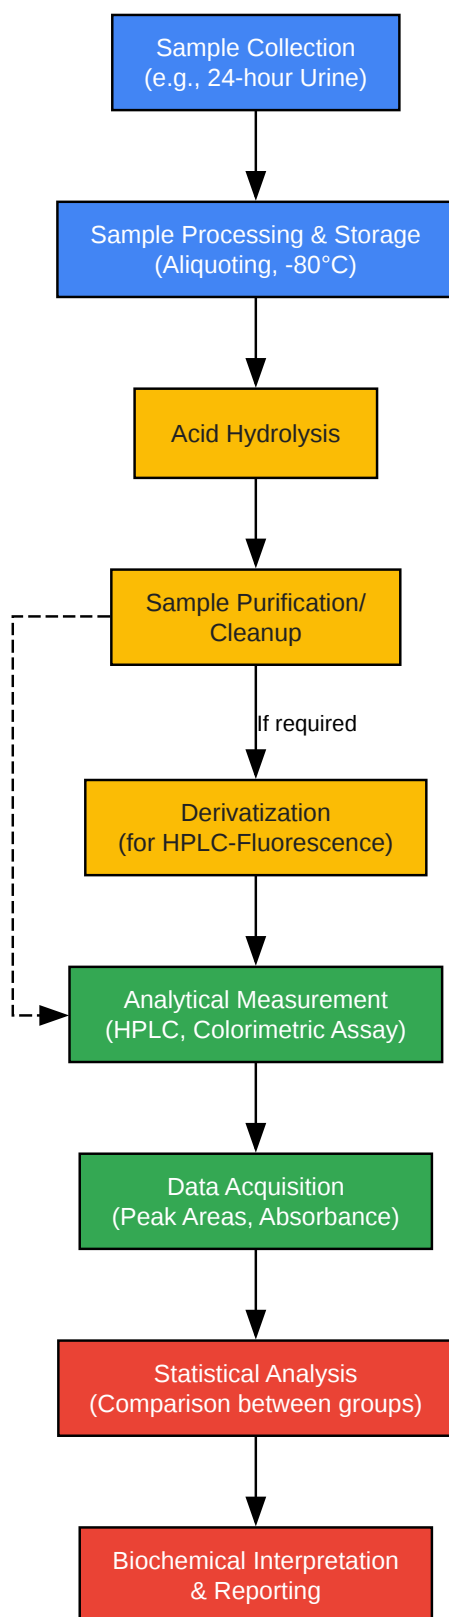 Sample Collection
(e.g., 24-hour Urine)
Sample Processing & Storage
(Aliquoting, -80°C)
Acid Hydrolysis
Sample Purification/
Cleanup
If required
Derivatization
(for HPLC-Fluorescence)
Analytical Measurement
(HPLC, Colorimetric Assay)
Data Acquisition
(Peak Areas, Absorbance)
Statistical Analysis
(Comparison between groups)
Biochemical Interpretation
& Reporting